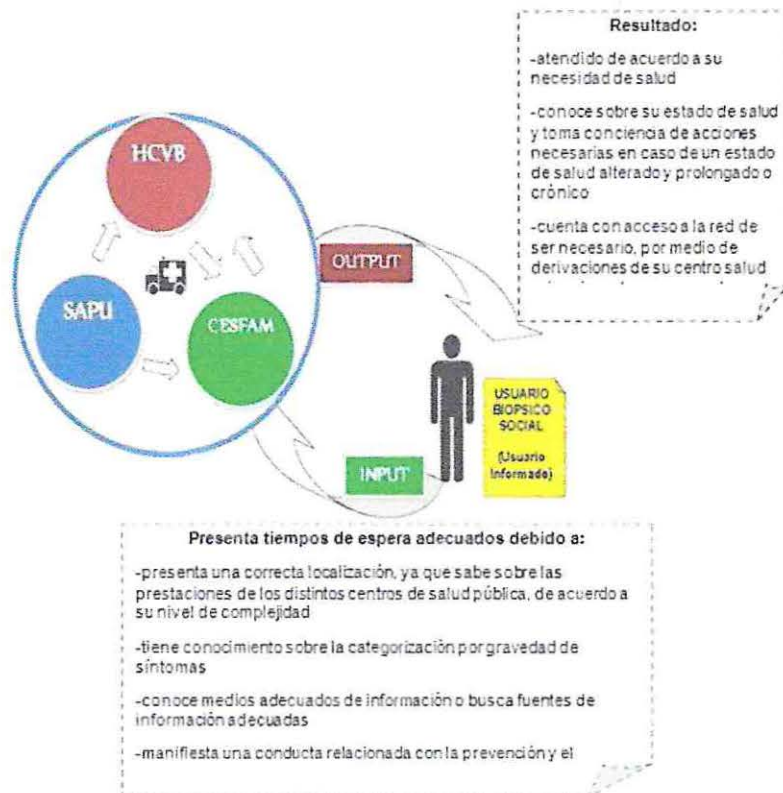 Resultado:
-atendido de acuerdo a su
necesidad de salud
-conoce sobre su estado de salud
y toma conciencia de acciones
necesarias en caso de un estado
de salud alterado y prolongado o
crónico
-cuenta con acceso a la red de
ser necesario, por medio de
derivaciones de su centro salud
HCVB
SAPU
CESFAM
OUTPUT
INPUT
USUARIO
BIOPSICO
SOCIAL
(Usuario
Informado)
Presenta tiempos de espera adecuados debido a:
-presenta una correcta localización, ya que sabe sobre las
prestaciones de los distintos centros de salud pública, de acuerdo a
su nivel de complejidad
-tiene conocimiento sobre la categorización por gravedad de
síntomas
-conoce medios adecuados de información o busca fuentes de
información adecuadas
-manifiesta una conducta relacionada con la prevención y el